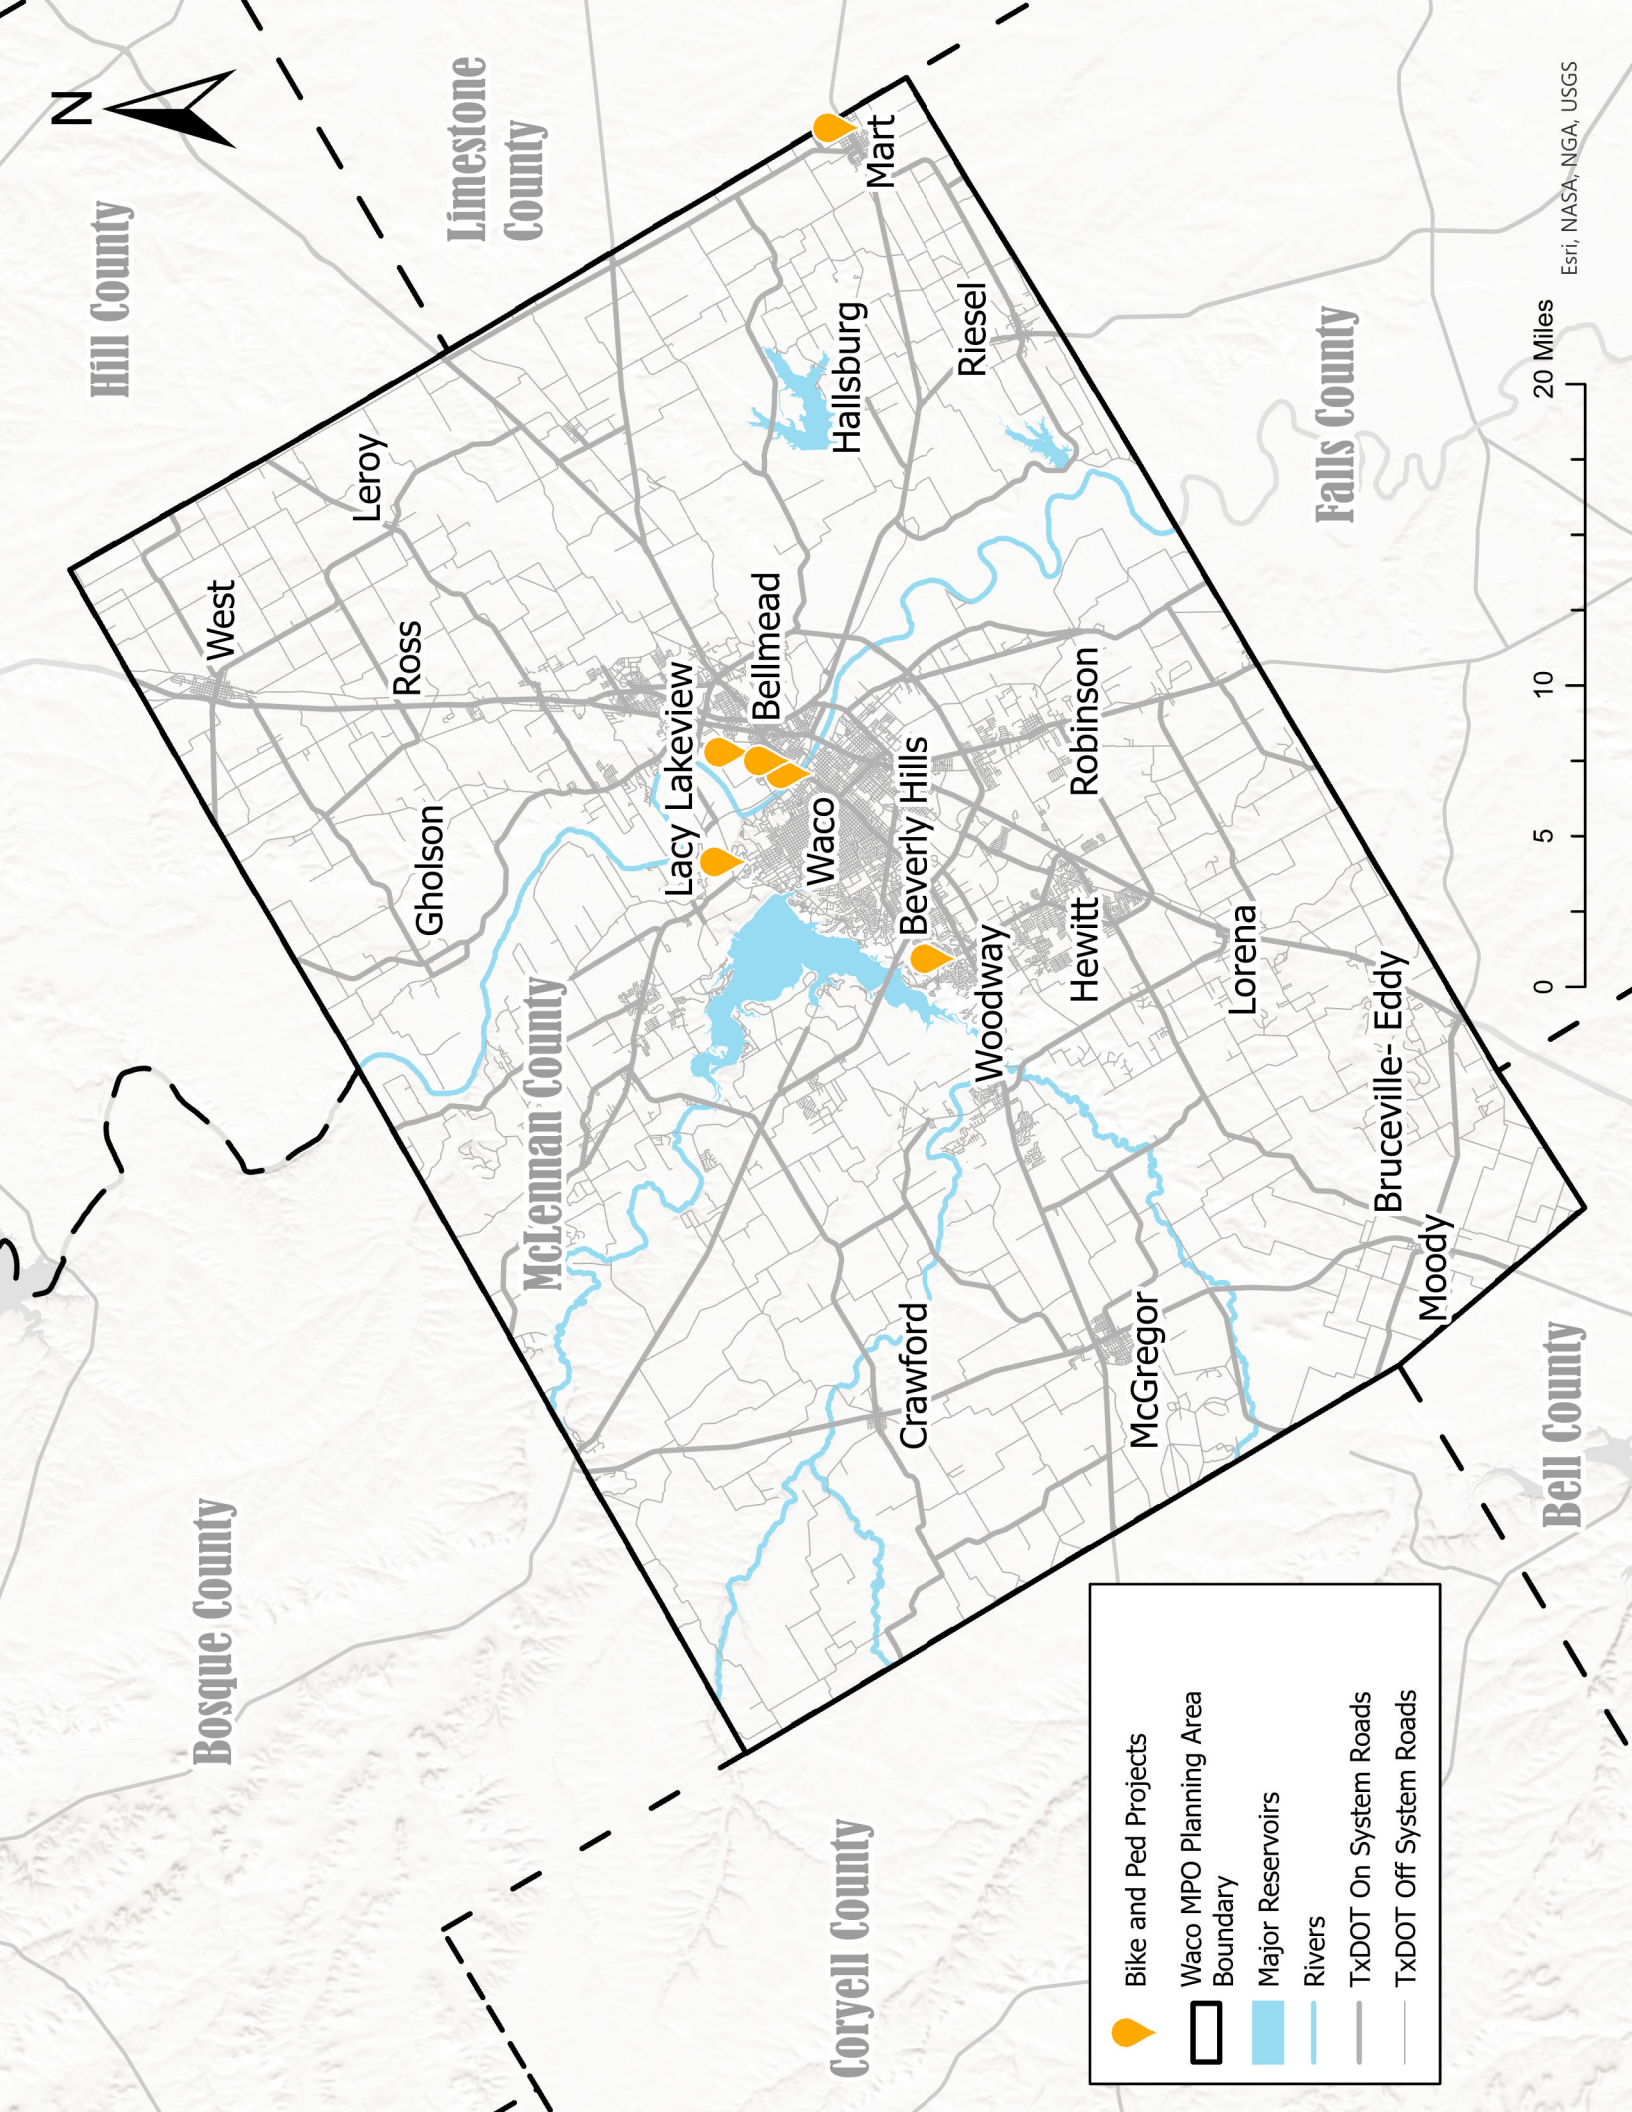 N
Hill County
Limestone
County
Bosque County
McLennan County
Coryell County
Falls County
Bell County
West
Leroy
Ross
Gholson
Lacy Lakeview
Bellmead
Waco
Hallsburg
Mart
Riesel
Beverly Hills
Woodway
Robinson
Hewitt
Crawford
McGregor
Lorena
Bruceville- Eddy
Moody
Bike and Ped Projects
Waco MPO Planning Area
Boundary
Major Reservoirs
Rivers
TxDOT On System Roads
TxDOT Off System Roads
0 5 10 20 Miles
Esri, NASA, NGA, USGS